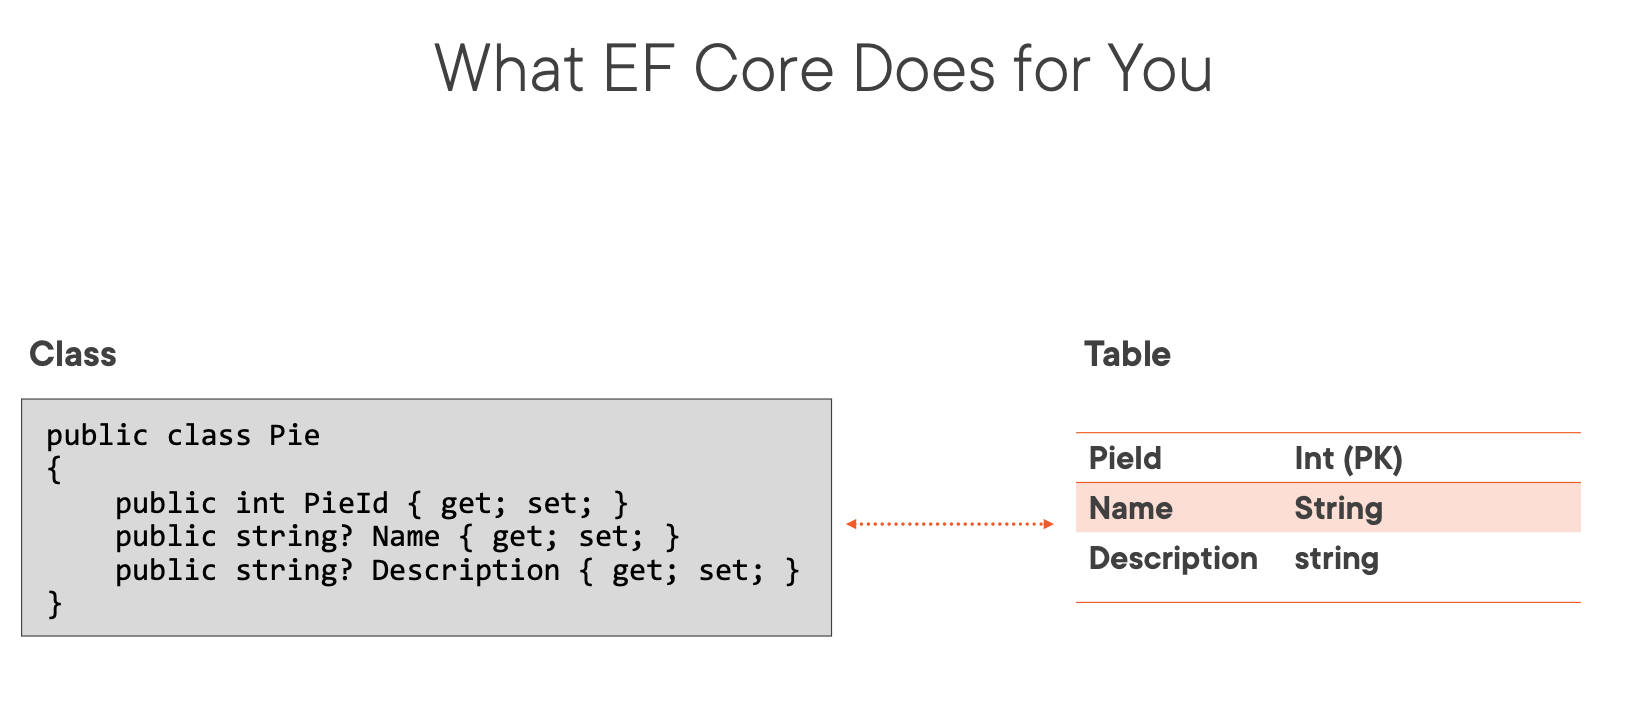 What EF Core Does for You
Class
public class Pie
{
    public int PieId { get; set; }
    public string? Name { get; set; }
    public string? Description { get; set; }
}
Table
PieId Int (PK)
Name String
Description string